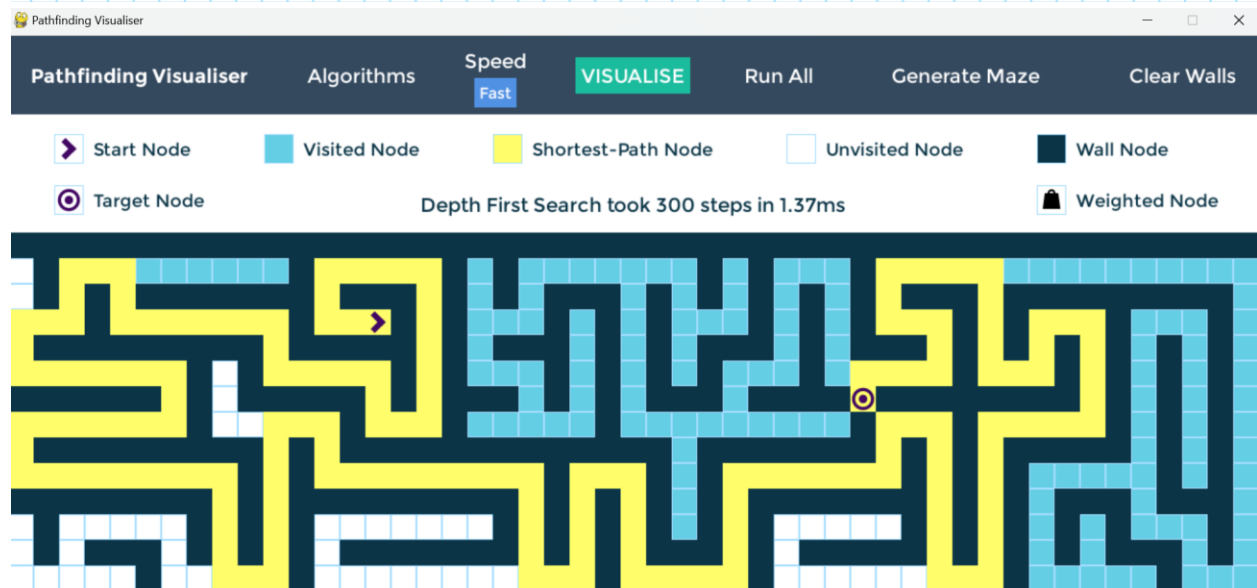 Pathfinding Visualiser
Pathfinding Visualiser
Algorithms
Speed
Fast
VISUALISE
Run All
Generate Maze
Clear Walls
Start Node
Visited Node
Shortest-Path Node
Unvisited Node
Wall Node
Target Node
Depth First Search took 300 steps in 1.37ms
Weighted Node